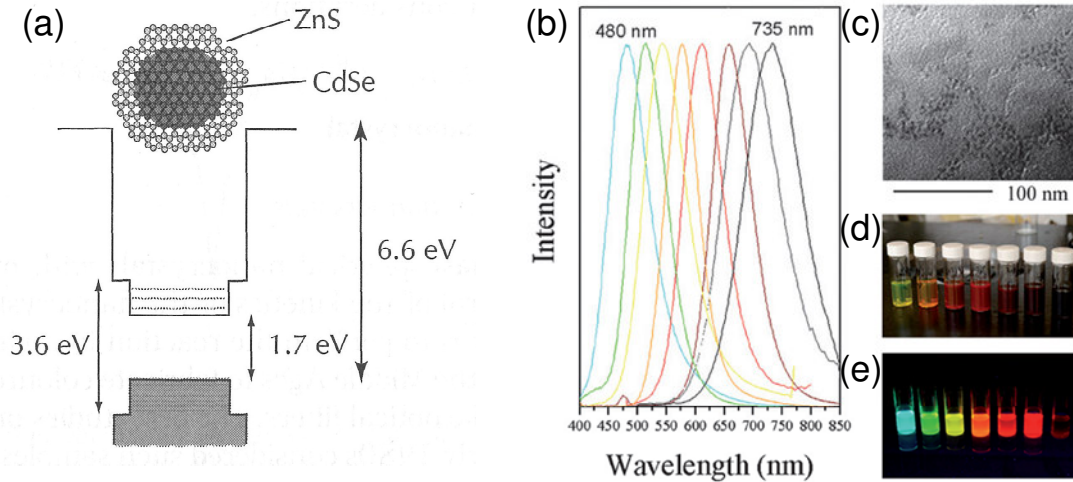 (a)
ZnS
CdSe
6.6 eV
3.6 eV
1.7 eV
(b)
480 nm
735 nm
Intensity
400 450 500 550 600 650 700 750 800 850
Wavelength (nm)
(c)
100 nm
(d)
(e)